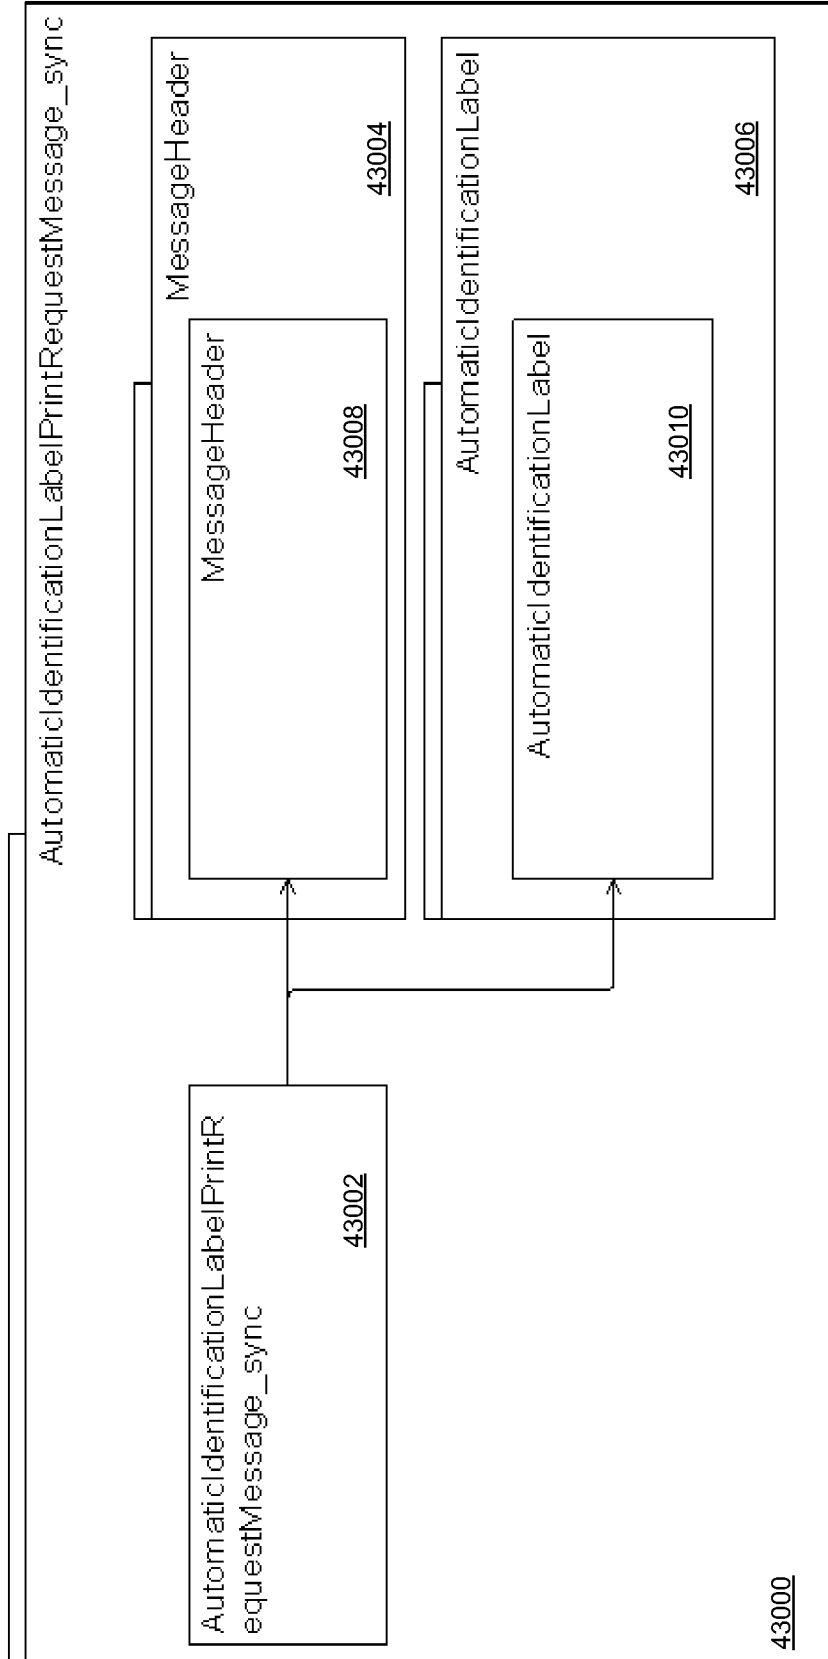 AutomaticIdentificationLabelPrintRequestMessage_sync
AutomaticIdentificationLabelPrintR
equestMessage_sync
43002
MessageHeader
43004
MessageHeader
43008
AutomaticIdentificationLabel
43006
AutomaticIdentificationLabel
43010
43000